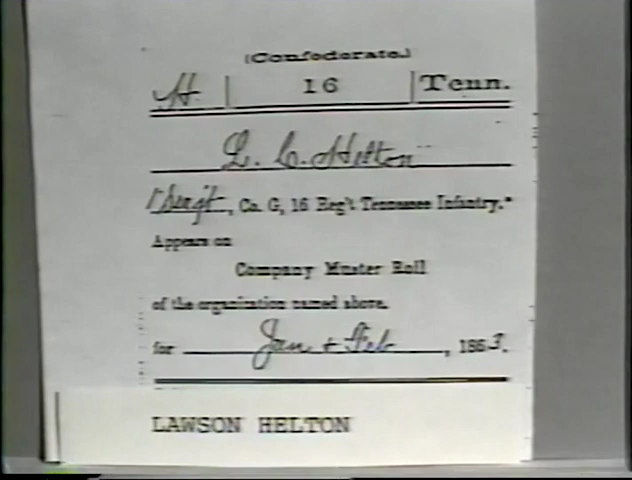 (Confederate.)
H. 16 Tenn.
L. C. Helton
1 Serg't, Co. G, 16 Reg't Tennessee Infantry.*
Appears on
Company Muster Roll
of the organization named above,
for Jan + Feb, 1863.
LAWSON HELTON